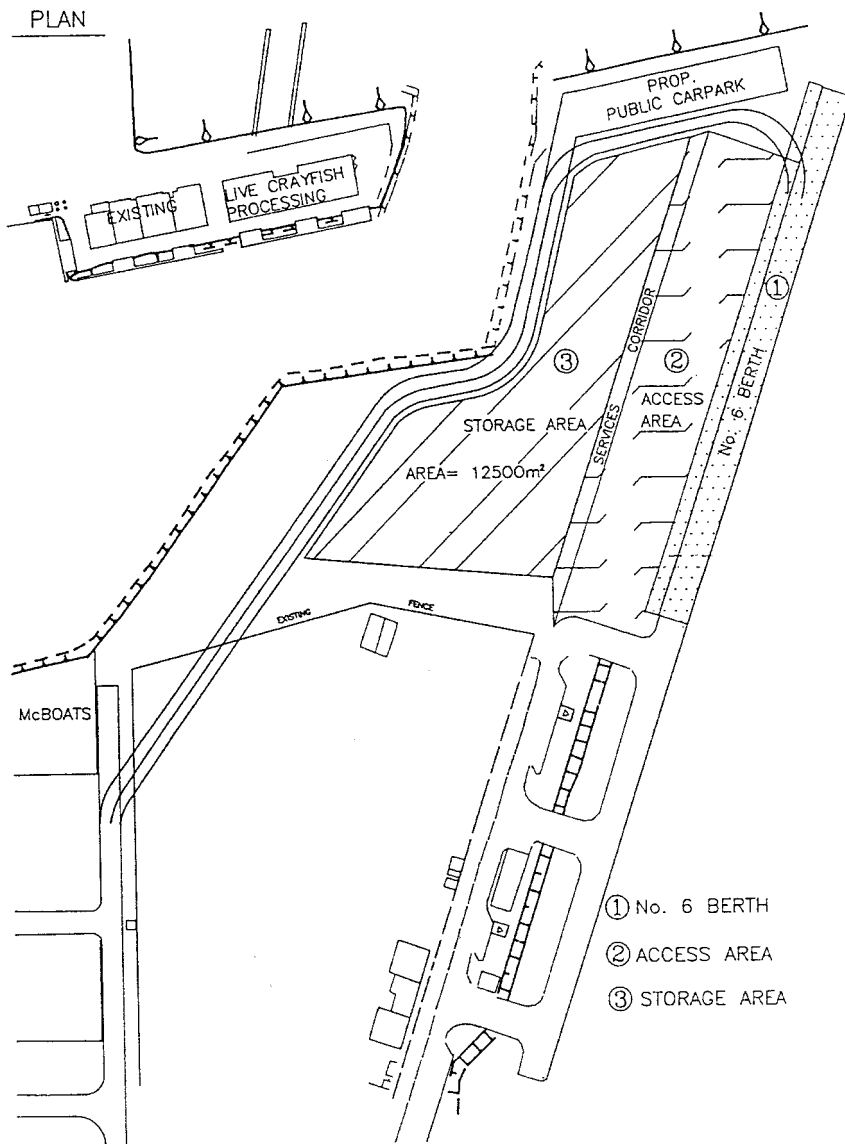 PLAN
PROP.
PUBLIC CARPARK
EXISTING
LIVE CRAYFISH
PROCESSING
①
③
②
SERVICES CORRIDOR
ACCESS
AREA
No. 6 BERTH
STORAGE AREA
AREA= 12500m²
EXISTING FENCE
McBOATS
① No. 6 BERTH
② ACCESS AREA
③ STORAGE AREA